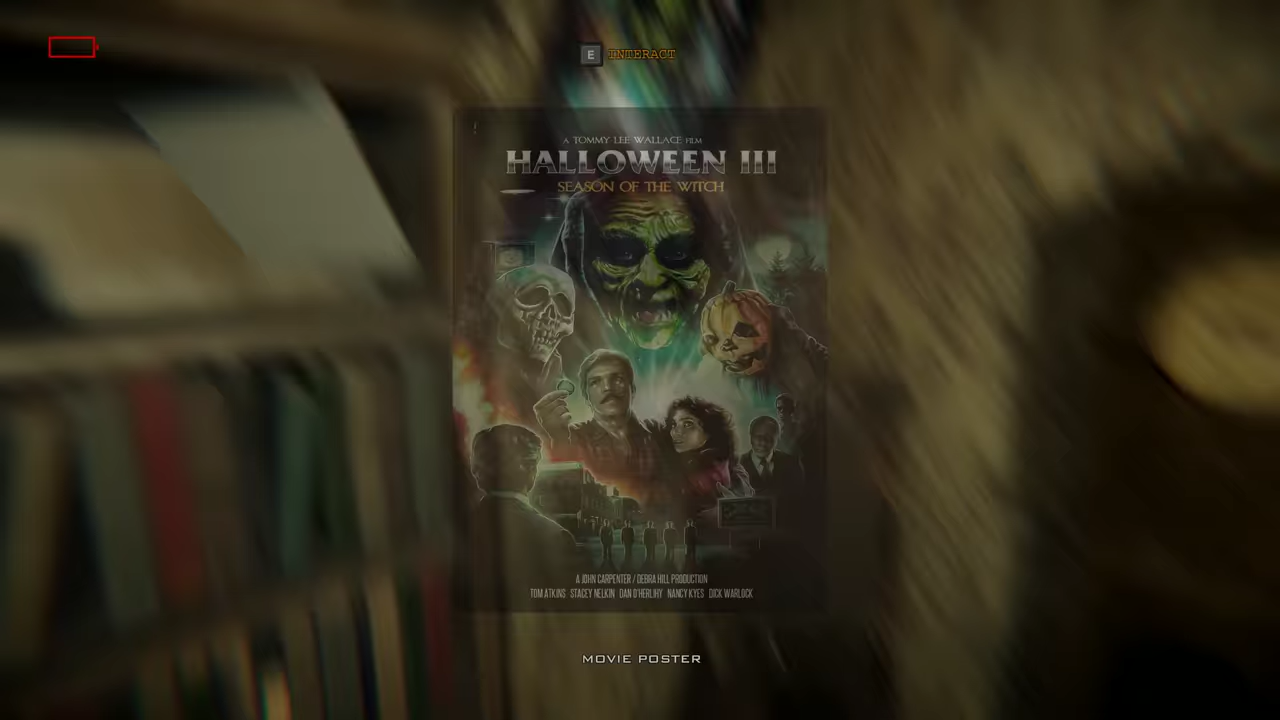 E INTERACT
A TOMMY LEE WALLACE FILM
HALLOWEEN III
SEASON OF THE WITCH
A JOHN CARPENTER / DEBRA HILL PRODUCTION
TOM ATKINS STACEY NELKIN DAN O'HERLIHY NANCY KYES DICK WARLOCK
MOVIE POSTER